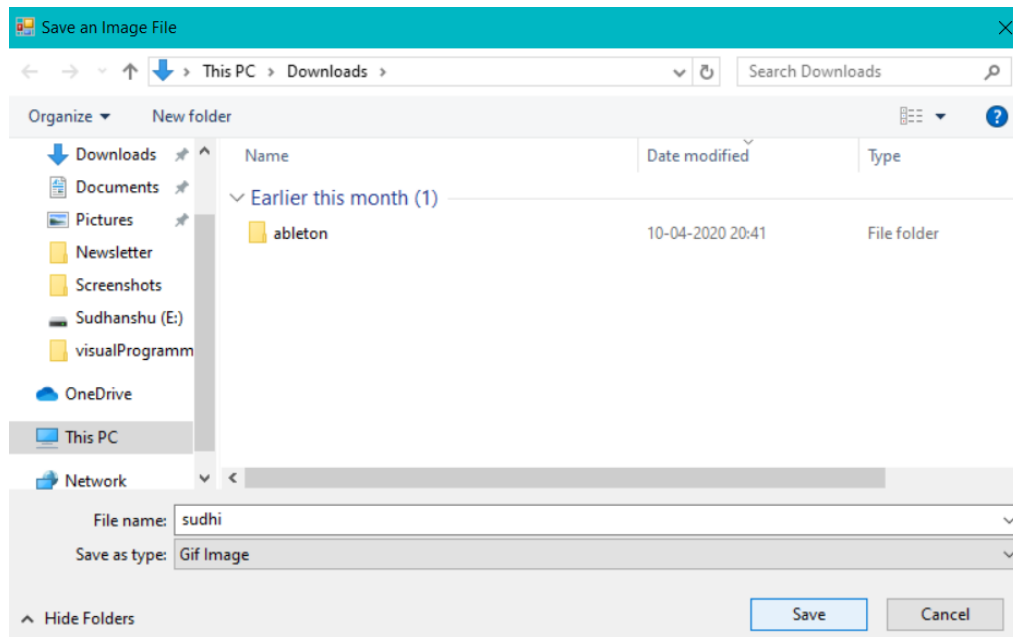 Save an Image File
This PC > Downloads >
Search Downloads
Organize
New folder
Downloads
Documents
Pictures
Newsletter
Screenshots
Sudhanshu (E:)
visualProgramm
OneDrive
This PC
Network
Name
Date modified
Type
Earlier this month (1)
ableton
10-04-2020 20:41
File folder
File name: sudhi
Save as type: Gif Image
Hide Folders
Save
Cancel